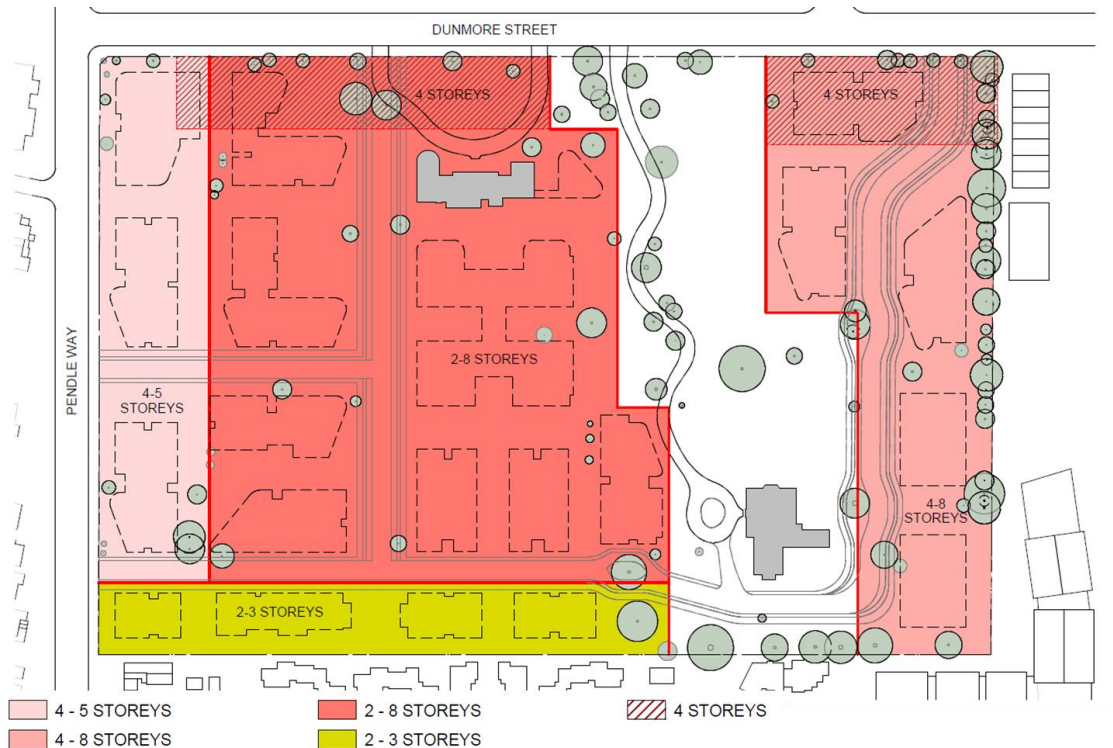 DUNMORE STREET
4 STOREYS
4 STOREYS
PENDLE WAY
2-8 STOREYS
4-5
STOREYS
4-8
STOREYS
2-3 STOREYS
4 - 5 STOREYS
2 - 8 STOREYS
4 STOREYS
4 - 8 STOREYS
2 - 3 STOREYS